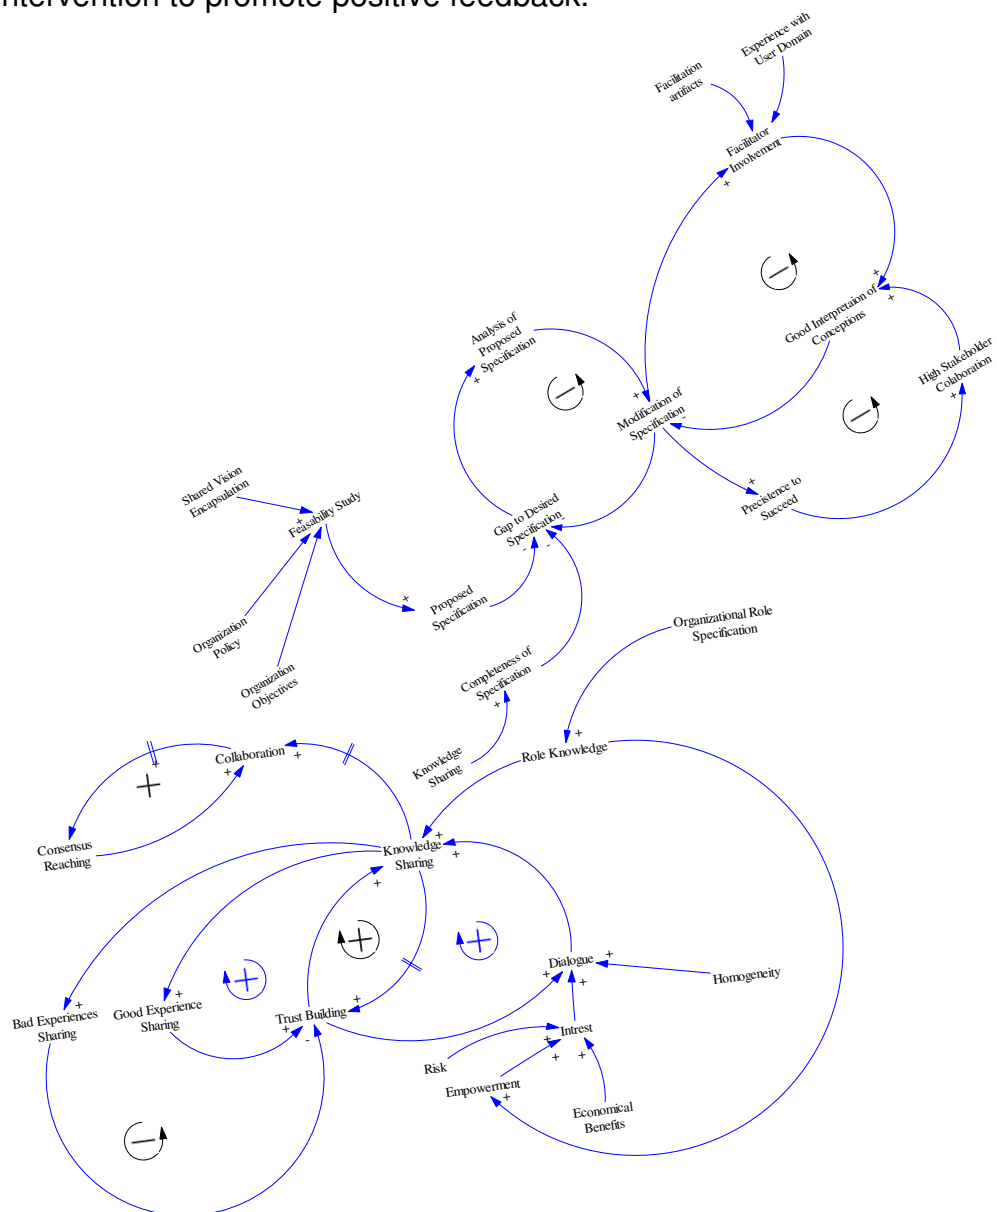 intervention to promote positive feedback.
Experience with
User Domain
Facilitation
artifacts
Facilitator
Involvement
+
+
Good Interpretaion of
Conceptions
+
High Stakeholder
Colaboration
+
Analysis of
Proposed
Specification
+
+
Modification of
Specification
-
+
Precistence to
Succeed
Shared Vision
Encapsulation
+
Feasability Study
Gap to Desired
Specification
-
-
-
+
Proposed
Specification
Organization
Policy
Organization
Objectives
Completeness of
Specification
+
Organizational Role
Specification
+
Role Knowledge
Knowledge
Sharing
Collaboration
+
+
+
+
Consensus
Reaching
Knowledge
Sharing
+
+
+
+
+
+
Dialogue
+
+
+
Homogeneity
Bad Experiences
Sharing
+
Good Experience
Sharing
+
Trust Building
+
+
-
Intrest
+
+
+
Risk
Empowerment
+
Economical
Benefits